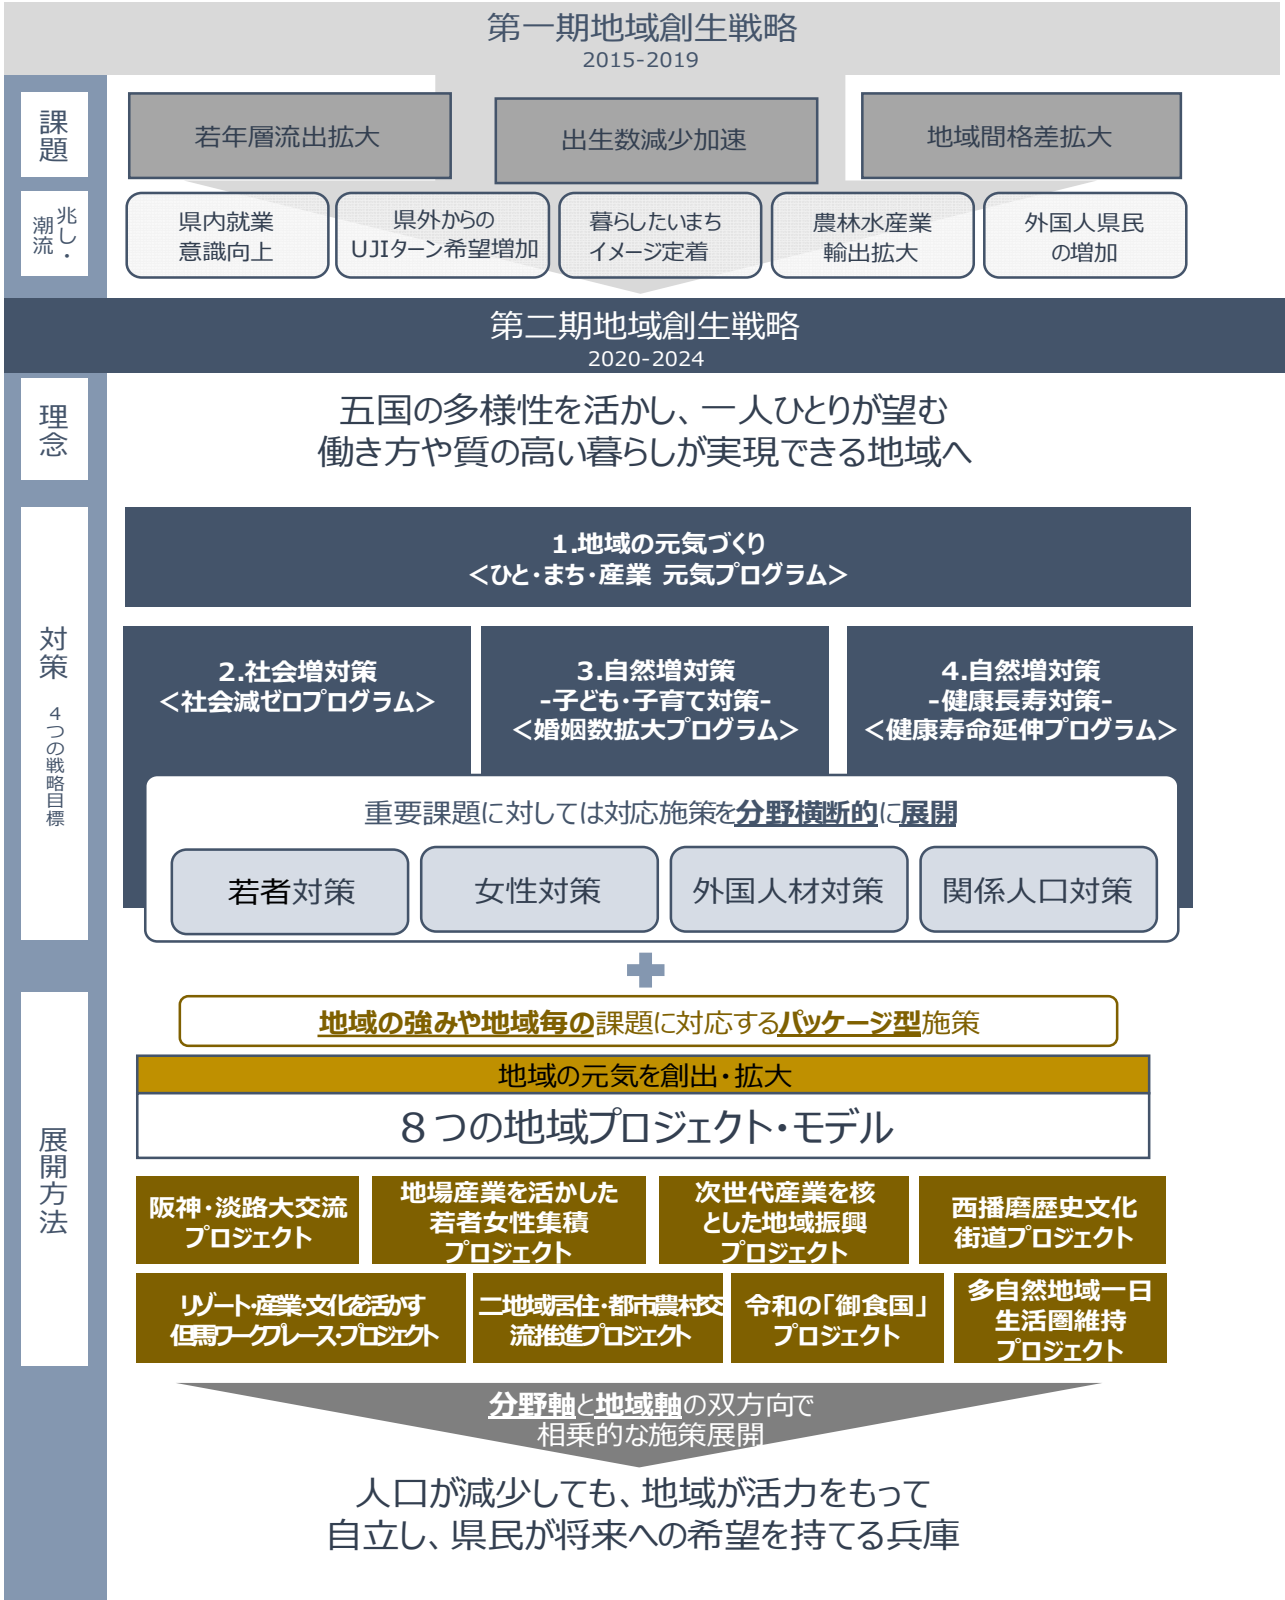 第一期地域創生戦略
2015-2019
課題
若年層流出拡大
出生数減少加速
地域間格差拡大
兆し・
潮流
県内就業
意識向上
県外からの
UJIターン希望増加
暮らしたいまち
イメージ定着
農林水産業
輸出拡大
外国人県民
の増加
第二期地域創生戦略
2020-2024
理念
五国の多様性を活かし、一人ひとりが望む
働き方や質の高い暮らしが実現できる地域へ
対策 4つの戦略目標
1.地域の元気づくり
<ひと・まち・産業 元気プログラム>
2.社会増対策
<社会減ゼロプログラム>
3.自然増対策
-子ども・子育て対策-
<婚姻数拡大プログラム>
4.自然増対策
-健康長寿対策-
<健康寿命延伸プログラム>
重要課題に対しては対応施策を分野横断的に展開
若者対策
女性対策
外国人材対策
関係人口対策
展開方法
地域の強みや地域毎の課題に対応するパッケージ型施策
地域の元気を創出・拡大
8つの地域プロジェクト・モデル
阪神・淡路大交流
プロジェクト
地場産業を活かした
若者女性集積
プロジェクト
次世代産業を核
とした地域振興
プロジェクト
西播磨歴史文化
街道プロジェクト
リゾート・産業・文化を活かす
但馬ワークプレース・プロジェクト
二地域居住・都市農村交
流推進プロジェクト
令和の「御食国」
プロジェクト
多自然地域一日
生活圏維持
プロジェクト
分野軸と地域軸の双方向で
相乗的な施策展開
人口が減少しても、地域が活力をもって
自立し、県民が将来への希望を持てる兵庫